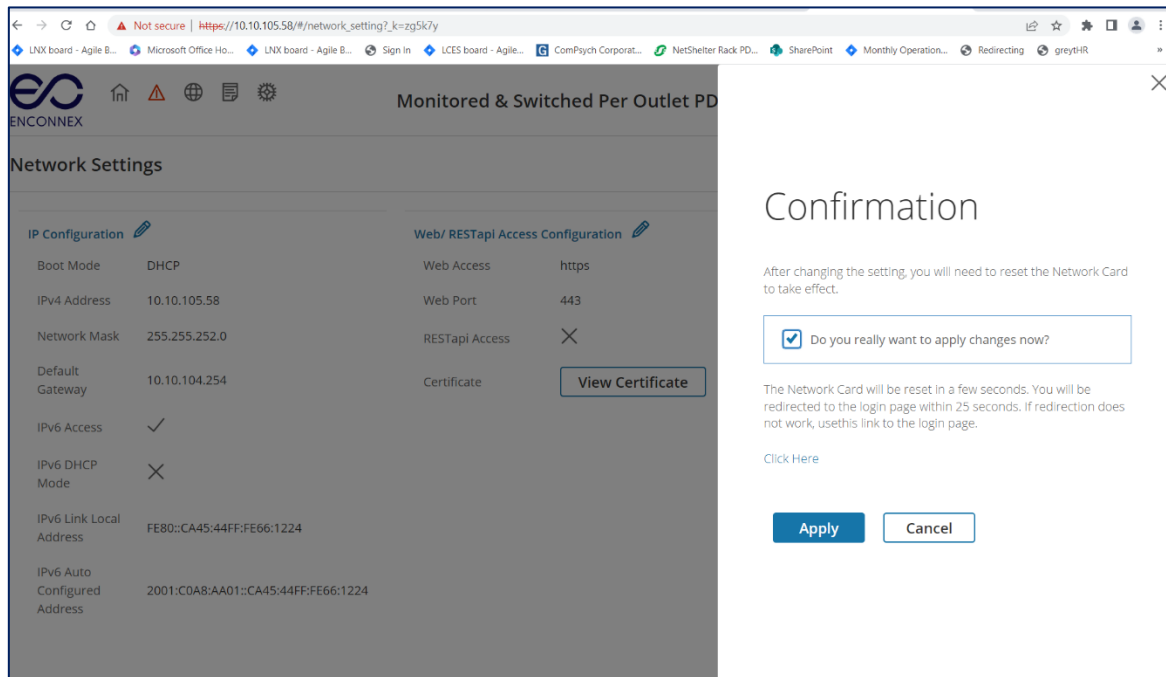 Not secure | https://10.10.105.58/#/network_setting?_k=zg5k7y
LNX board - Agile B... Microsoft Office Ho... LNX board - Agile B... Sign In LCES board - Agile... ComPsych Corporat... NetShelter Rack PD... SharePoint Monthly Operation... Redirecting greytHR »
ENCONNEX
Monitored & Switched Per Outlet PD
Network Settings
IP Configuration
Boot Mode DHCP
IPv4 Address 10.10.105.58
Network Mask 255.255.252.0
Default
Gateway
10.10.104.254
IPv6 Access
IPv6 DHCP
Mode
IPv6 Link Local
Address
FE80::CA45:44FF:FE66:1224
IPv6 Auto
Configured
Address
2001:C0A8:AA01::CA45:44FF:FE66:1224
Web/ RESTapi Access Configuration
Web Access https
Web Port 443
RESTapi Access
Certificate View Certificate
Confirmation
After changing the setting, you will need to reset the Network Card
to take effect.
Do you really want to apply changes now?
The Network Card will be reset in a few seconds. You will be
redirected to the login page within 25 seconds. If redirection does
not work, usethis link to the login page.
Click Here
Apply Cancel